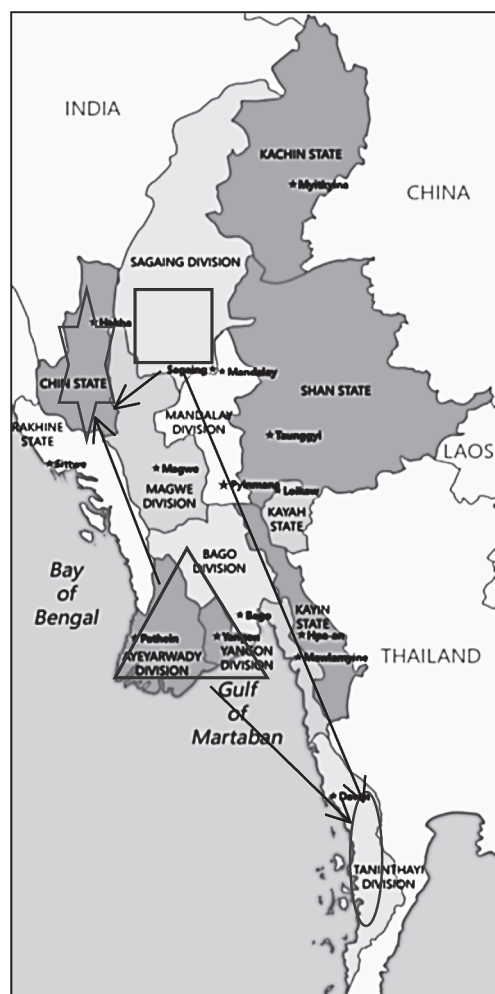 INDIA
KACHIN STATE
Myitkyina
CHINA
SAGAING DIVISION
Hakha
Sagaing
Mandalay
CHIN STATE
SHAN STATE
MANDALAY
DIVISION
RAKHINE
STATE
Taunggyi
LAOS
Sittwe
Magwe
MAGWE
DIVISION
Pyinmana
Loikaw
KAYAH
STATE
BAGO
DIVISION
Bay
of
Bengal
Bago
KAYIN
STATE
Pathein
Yangon
Hpa-an
AYEYARWADY
DIVISION
YANGON
DIVISION
Mawlamyine
THAILAND
Gulf
of
Martaban
Dawei
TANINTHAYI
DIVISION